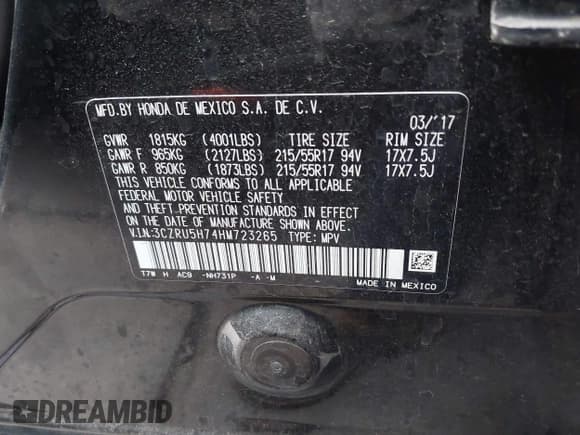 MFD.BY HONDA DE MEXICO S.A. DE C.V. 03/'17
GVWR 1815KG (4001LBS) TIRE SIZE RIM SIZE
GAWR F 965KG (2127LBS) 215/55R17 94V 17X7.5J
GAWR R 850KG (1873LBS) 215/55R17 94V 17X7.5J
THIS VEHICLE CONFORMS TO ALL APPLICABLE
FEDERAL MOTOR VEHICLE SAFETY
AND BUMPER STANDARDS IN EFFECT
ON THE DATE OF MANUFACTURE SHOWN ABOVE.
V.I.N:3CZRU5H74HM723265 TYPE: MPV
T7W H AC9 -NH731P -A -M -
MADE IN MEXICO
DREAMBID